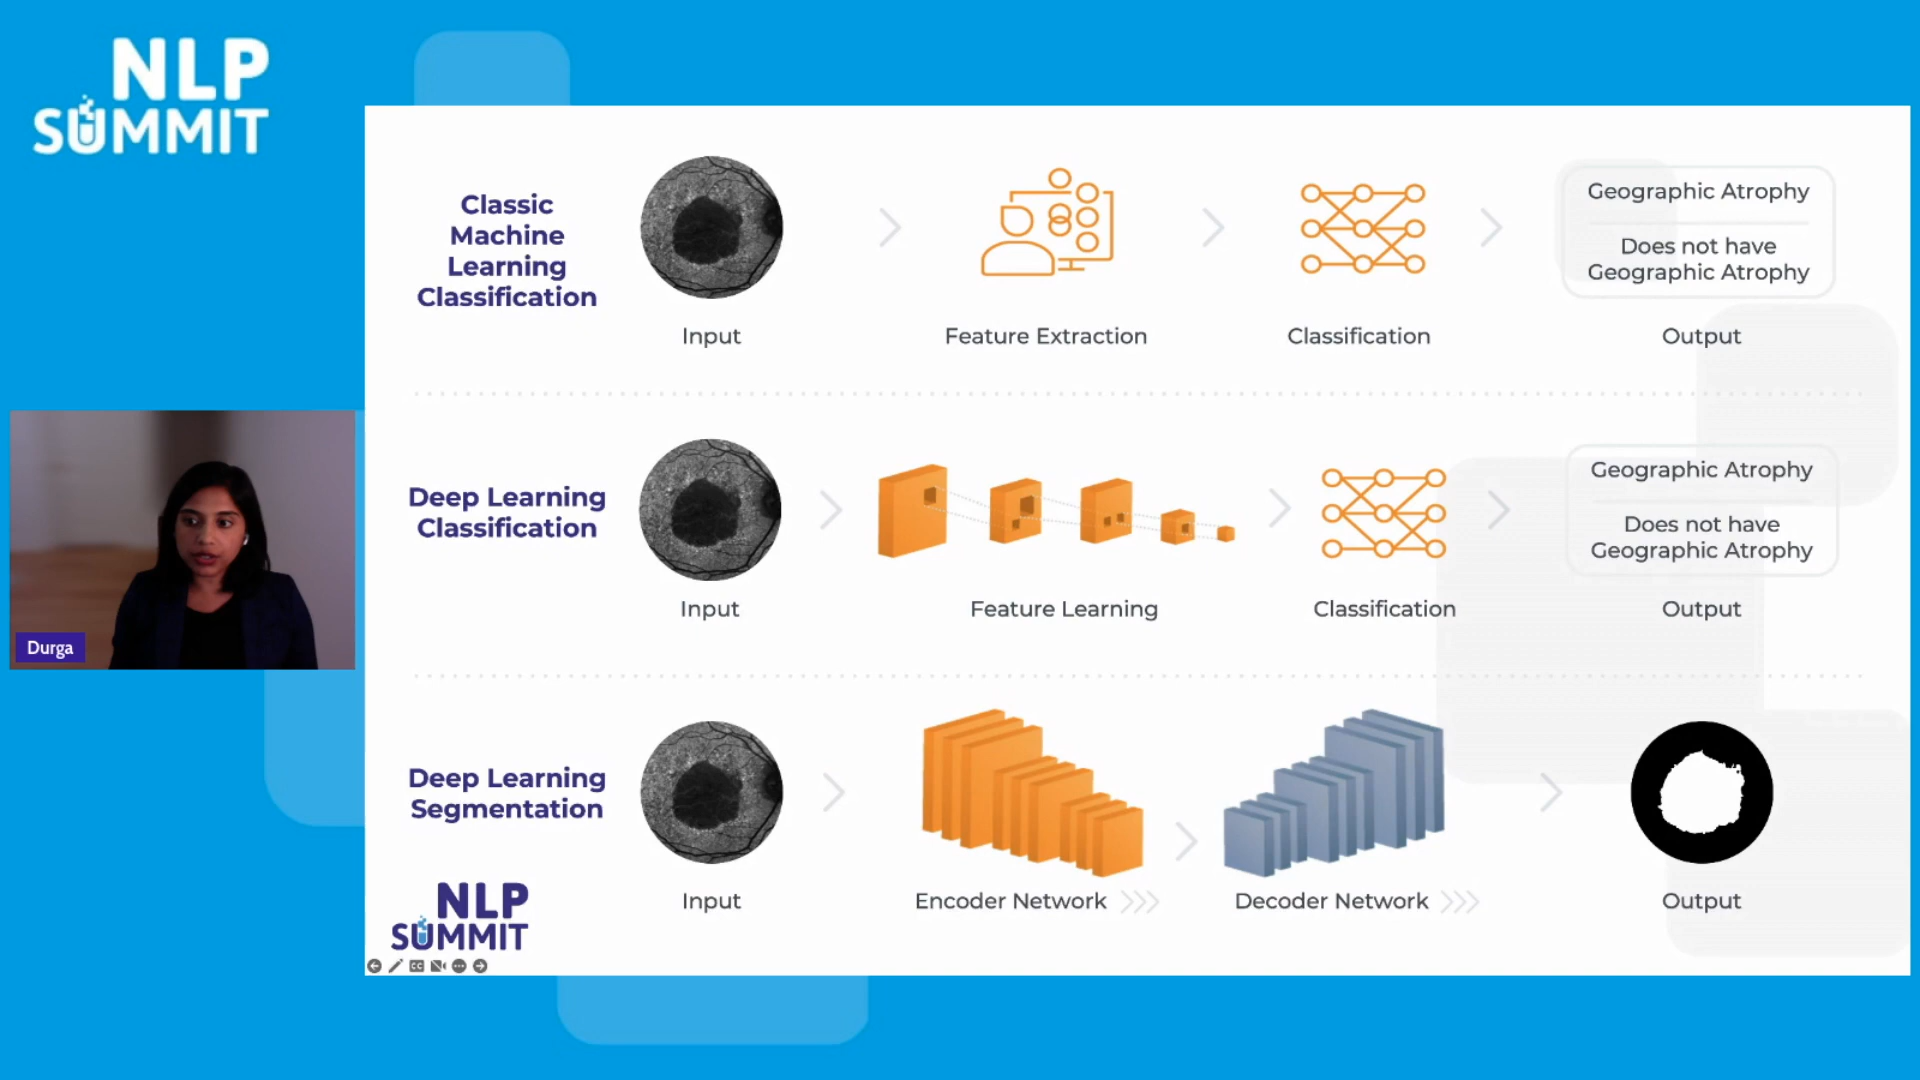 NLP
SUMMIT
Classic
Machine
Learning
Classification
Input
Feature Extraction
Classification
Geographic Atrophy
Does not have
Geographic Atrophy
Output
Deep Learning
Classification
Input
Feature Learning
Classification
Geographic Atrophy
Does not have
Geographic Atrophy
Output
Durga
Deep Learning
Segmentation
Input
Encoder Network
Decoder Network
Output
NLP
SUMMIT
CC